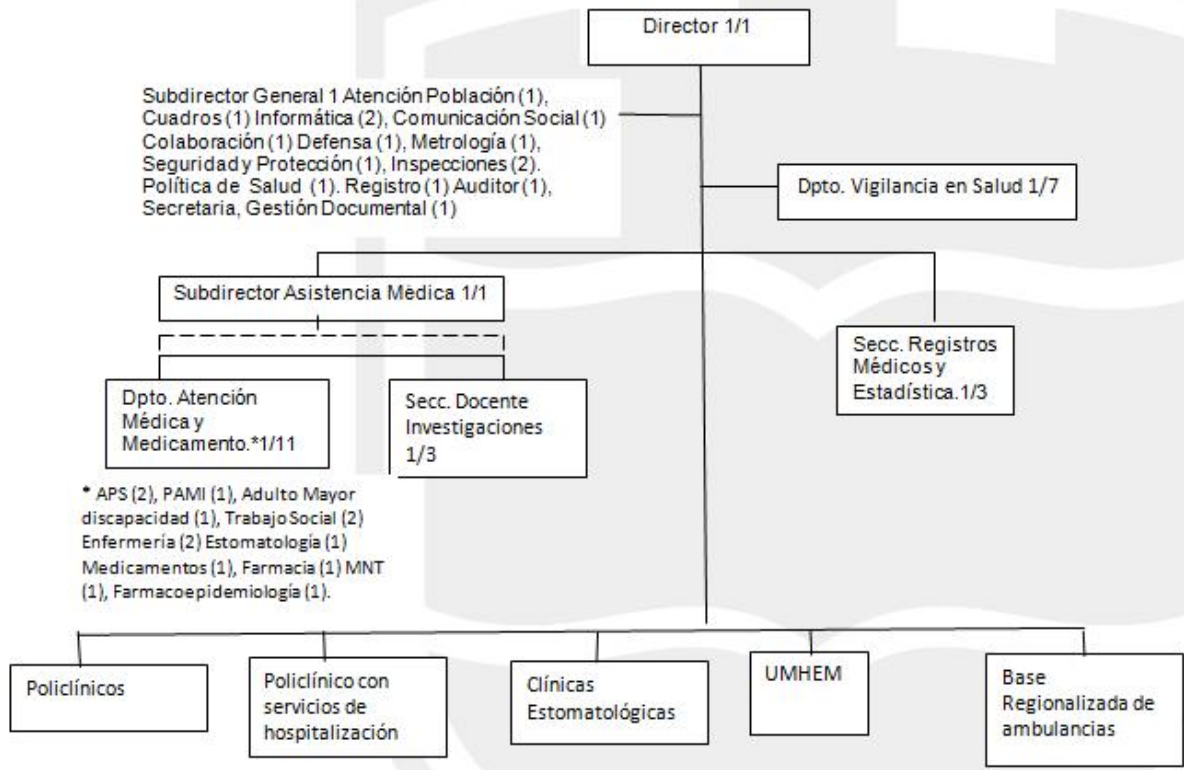 Director 1/1
Subdirector General 1 Atención Población (1),
Cuadros (1) Informática (2), Comunicación Social (1)
Colaboración (1) Defensa (1), Metrología (1),
Seguridad y Protección (1), Inspecciones (2).
Política de Salud (1). Registro (1) Auditor (1),
Secretaria, Gestión Documental (1)
Dpto. Vigilancia en Salud 1/7
Subdirector Asistencia Médica 1/1
Secc. Registros
Médicos y
Estadística.1/3
Dpto. Atención
Médica y
Medicamento.*1/11
Secc. Docente
Investigaciones
1/3
* APS (2), PAMI (1), Adulto Mayor
discapacidad (1), Trabajo Social (2)
Enfermería (2) Estomatología (1)
Medicamentos (1), Farmacia (1) MNT
(1), Farmacoepidemiología (1).
Policlínicos
Policlínico con
servicios de
hospitalización
Clínicas
Estomatológicas
UMHEM
Base
Regionalizada de
ambulancias